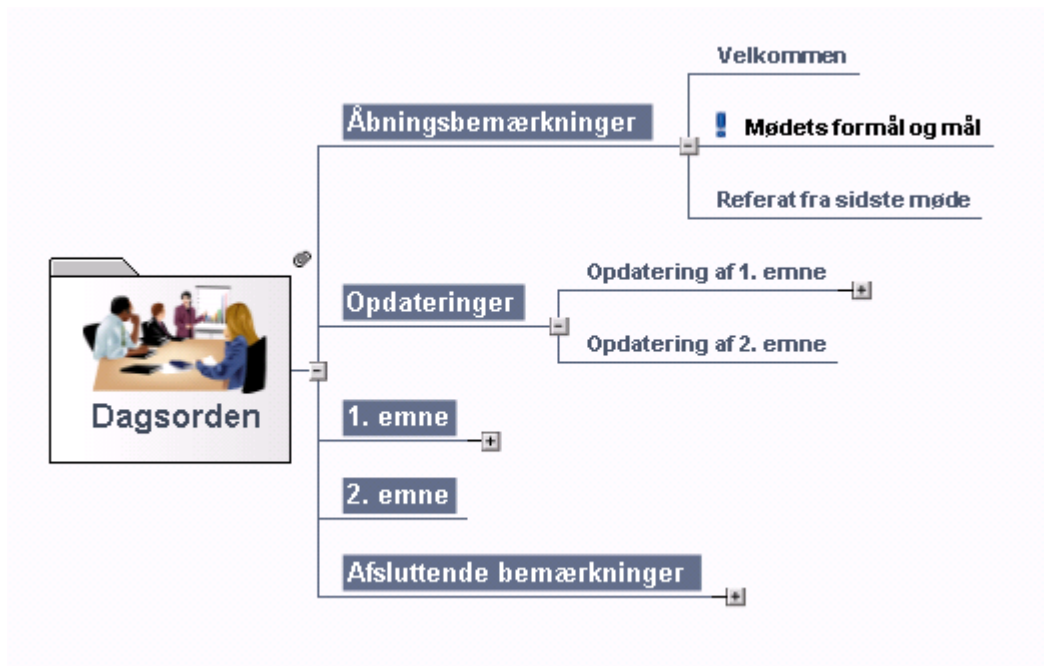 Velkommen
Åbningsbemærkninger
Mødets formål og mål
Referat fra sidste møde
Opdateringer
Opdatering af 1. emne
Opdatering af 2. emne
Dagsorden
1. emne
2. emne
Afsluttende bemærkninger